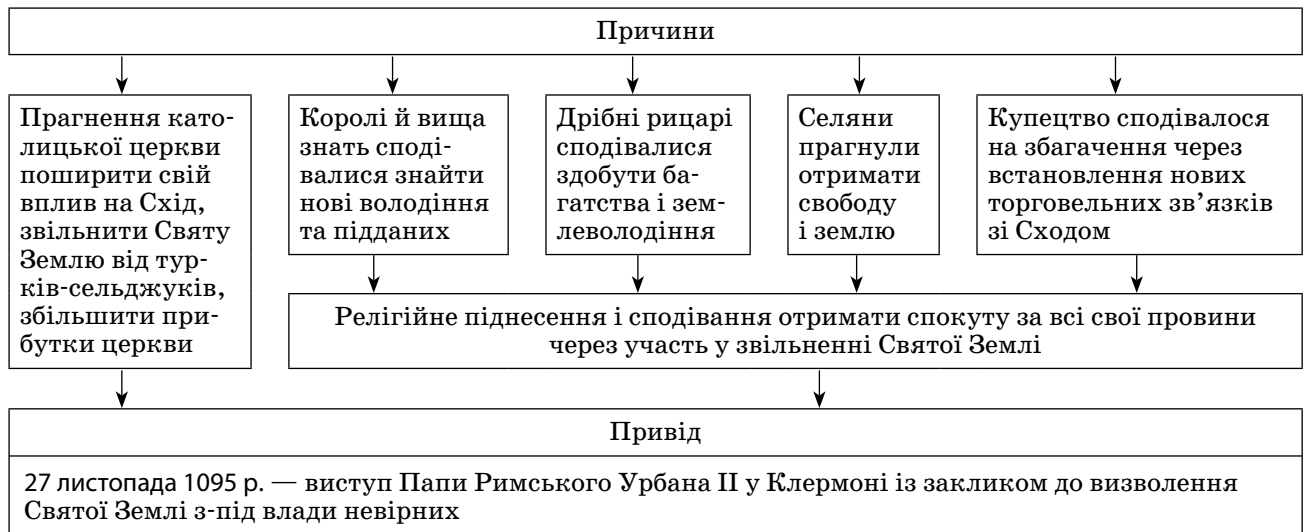 Причини
Прагнення като-
лицької церкви
поширити свій
вплив на Схід,
звільнити Святу
Землю від тур-
ків-сельджуків,
збільшити при-
бутки церкви
Королі й вища
знать споді-
валися знайти
нові володіння
та підданих
Дрібні рицарі
сподівалися
здобути ба-
гатства і зем-
леволодіння
Селяни
прагнули
отримати
свободу
і землю
Купецтво сподівалося
на збагачення через
встановлення нових
торговельних зв’язків
зі Сходом
Релігійне піднесення і сподівання отримати спокуту за всі свої провини
через участь у звільненні Святої Землі
Привід
27 листопада 1095 р. — виступ Папи Римського Урбана II у Клермоні із закликом до визволення
Святої Землі з-під влади невірних